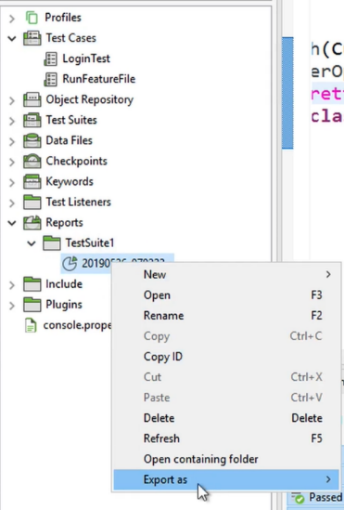 Profiles
Test Cases
LoginTest
RunFeatureFile
Object Repository
Test Suites
Data Files
Checkpoints
Keywords
Test Listeners
Reports
TestSuite1
Include
Plugins
console.prope
New
Open F3
Rename F2
Copy Ctrl+C
Copy ID
Cut Ctrl+X
Paste Ctrl+V
Delete Delete
Refresh F5
Open containing folder
Export as
h(C
erO
ret
cla
Passed